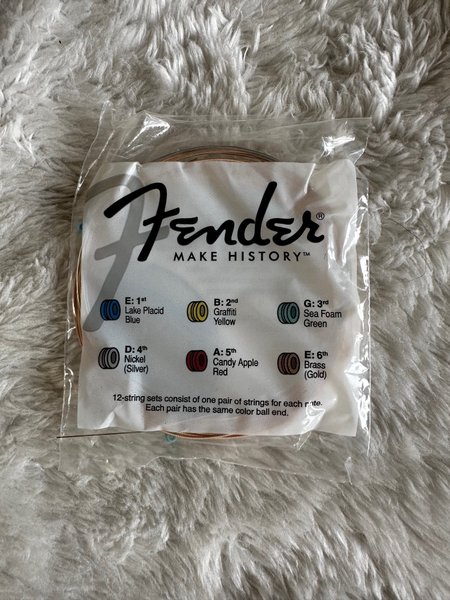 Fender®
MAKE HISTORY™
E: 1st
Lake Placid
Blue
B: 2nd
Graffiti
Yellow
G: 3rd
Sea Foam
Green
D: 4th
Nickel
(Silver)
A: 5th
Candy Apple
Red
E: 6th
Brass
(Gold)
12-string sets consist of one pair of strings for each note.
Each pair has the same color ball end.